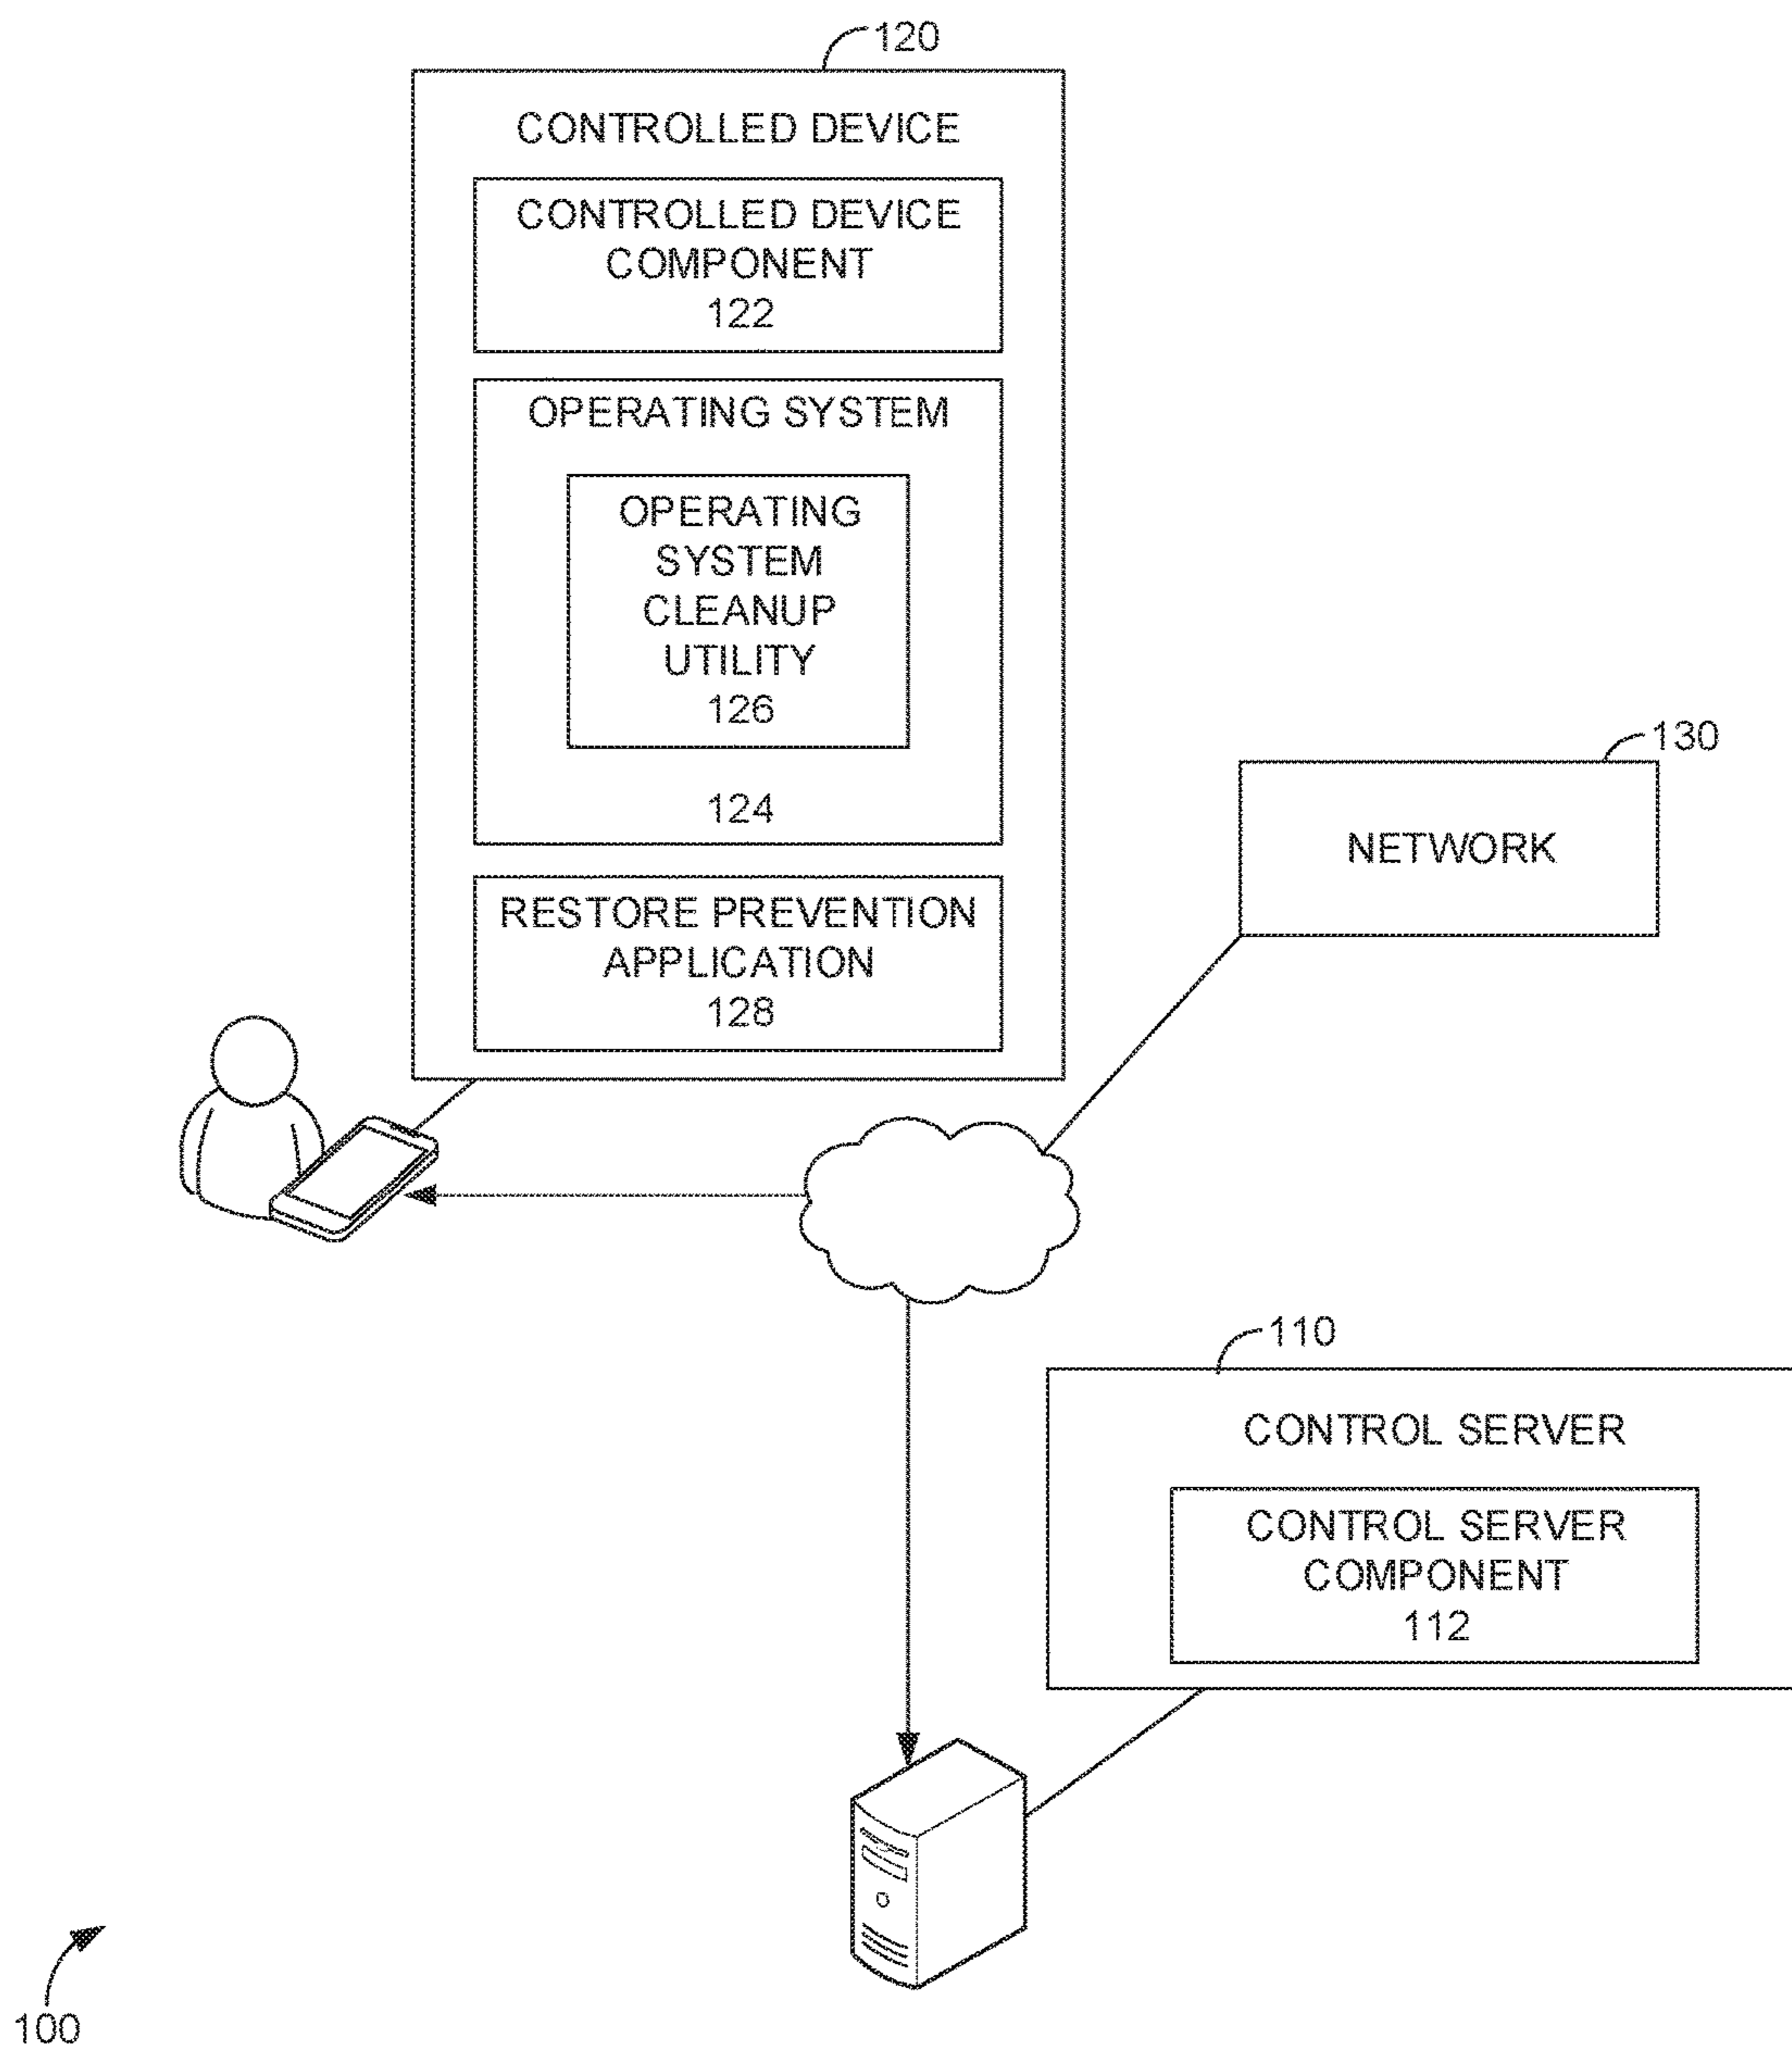 120
CONTROLLED DEVICE
CONTROLLED DEVICE
COMPONENT
122
OPERATING SYSTEM
OPERATING
SYSTEM
CLEANUP
UTILITY
126
124
RESTORE PREVENTION
APPLICATION
128
130
NETWORK
110
CONTROL SERVER
CONTROL SERVER
COMPONENT
112
100